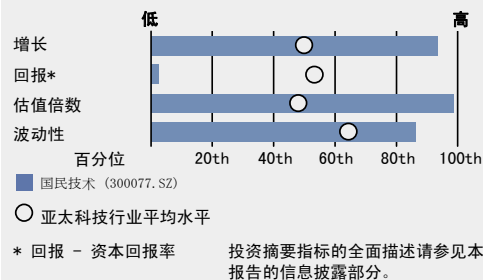 低 高
增长
回报*
估值倍数
波动性
百分位 20th 40th 60th 80th 100th
国民技术 (300077.SZ)
亚太科技行业平均水平
* 回报 - 资本回报率 投资摘要指标的全面描述请参见本
报告的信息披露部分。